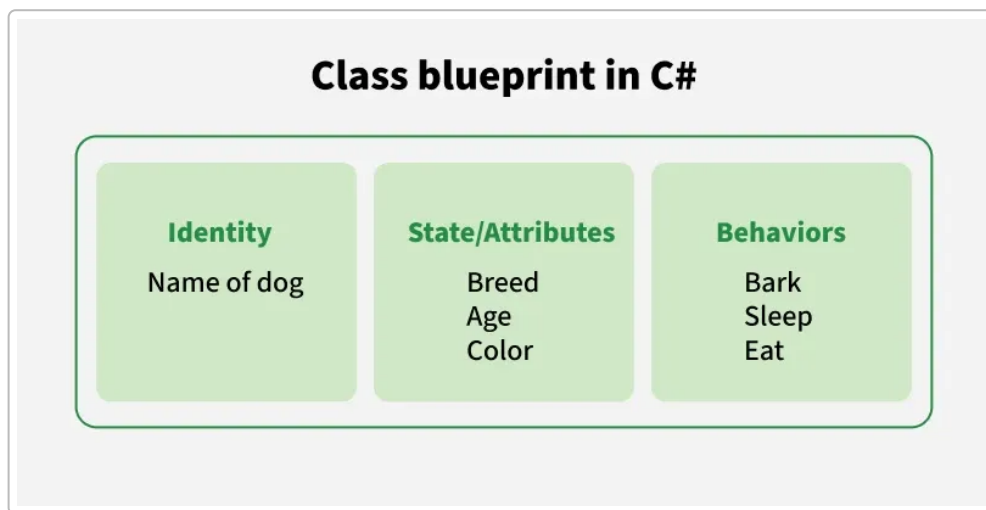 Class blueprint in C#
Identity
Name of dog
State/Attributes
Breed
Age
Color
Behaviors
Bark
Sleep
Eat